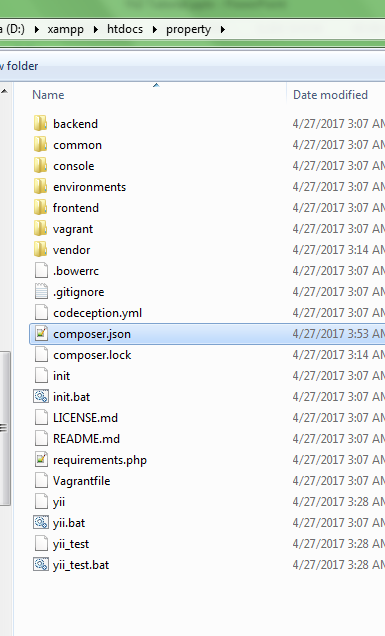 a (D:) ▸ xampp ▸ htdocs ▸ property ▸
w folder
Name Date modified
backend 4/27/2017 3:07 AM
common 4/27/2017 3:07 AM
console 4/27/2017 3:07 AM
environments 4/27/2017 3:07 AM
frontend 4/27/2017 3:07 AM
vagrant 4/27/2017 3:07 AM
vendor 4/27/2017 3:14 AM
.bowerrc 4/27/2017 3:07 AM
.gitignore 4/27/2017 3:07 AM
codeception.yml 4/27/2017 3:07 AM
composer.json 4/27/2017 3:53 AM
composer.lock 4/27/2017 3:14 AM
init 4/27/2017 3:07 AM
init.bat 4/27/2017 3:07 AM
LICENSE.md 4/27/2017 3:07 AM
README.md 4/27/2017 3:07 AM
requirements.php 4/27/2017 3:07 AM
Vagrantfile 4/27/2017 3:07 AM
yii 4/27/2017 3:28 AM
yii.bat 4/27/2017 3:07 AM
yii_test 4/27/2017 3:28 AM
yii_test.bat 4/27/2017 3:28 AM